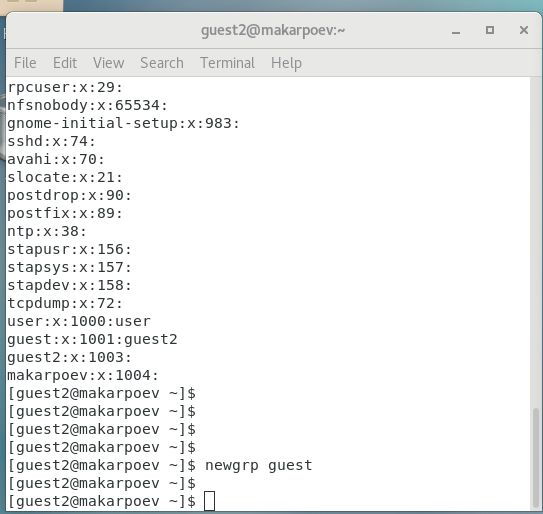 guest2@makarpoev:~
File Edit View Search Terminal Help
rpcuser:x:29:
nfsnobody:x:65534:
gnome-initial-setup:x:983:
sshd:x:74:
avahi:x:70:
slocate:x:21:
postdrop:x:90:
postfix:x:89:
ntp:x:38:
stapusr:x:156:
stapsys:x:157:
stapdev:x:158:
tcpdump:x:72:
user:x:1000:user
guest:x:1001:guest2
guest2:x:1003:
makarpoev:x:1004:
[guest2@makarpoev ~]$
[guest2@makarpoev ~]$
[guest2@makarpoev ~]$
[guest2@makarpoev ~]$
[guest2@makarpoev ~]$ newgrp guest
[guest2@makarpoev ~]$
[guest2@makarpoev ~]$